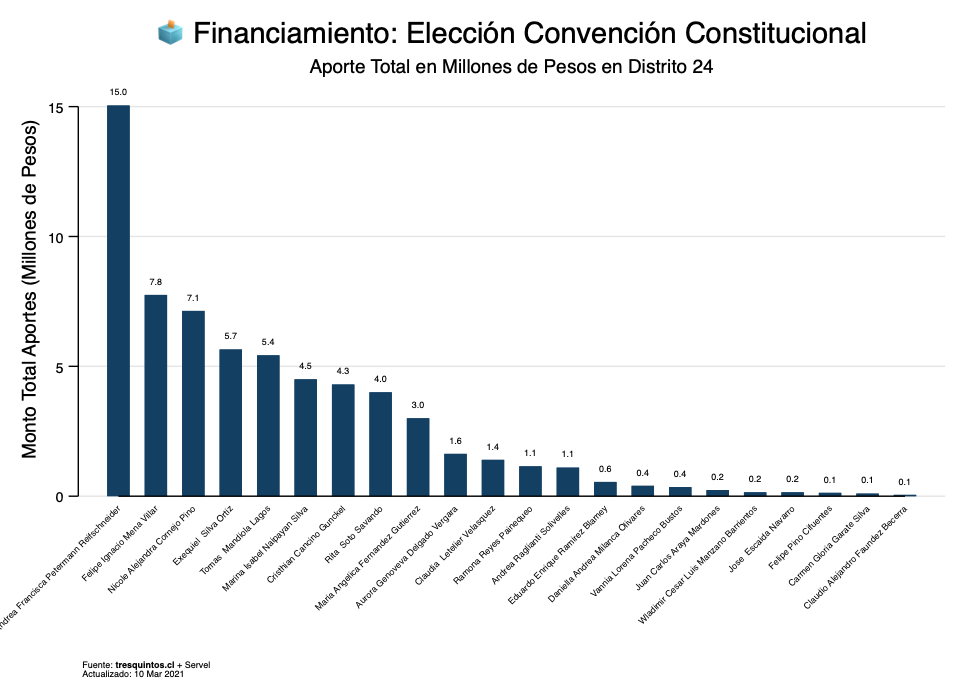 Financiamiento: Elección Convención Constitucional
Aporte Total en Millones de Pesos en Distrito 24
Monto Total Aportes (Millones de Pesos)
15
10
5
0
15.0
7.8
7.1
5.7
5.4
4.5
4.3
4.0
3.0
1.6
1.4
1.1
1.1
0.6
0.4
0.4
0.2
0.2
0.2
0.1
0.1
0.1
Francisca Petermann Reifschneider
Felipe Ignacio Mena Villar
Nicole Alejandra Cornejo Pino
Exequiel Silva Ortiz
Tomas Mandiola Lagos
Marina Isabel Naipayan Silva
Cristhian Cancino Gunckel
Rita Soto Savando
Maria Angelica Fernandez Gutierrez
Aurora Genoveva Delgado Vergara
Claudia Letelier Velasquez
Ramona Reyes Painequeo
Andrea Raglianti Solivelles
Eduardo Enrique Ramirez Blamey
Daniella Andrea Milanca Olivares
Vannia Lorena Pacheco Bustos
Juan Carlos Araya Mardones
Wladimir Cesar Luis Manzano Barrientos
Jose Escaida Navarro
Felipe Pino Cifuentes
Carmen Gloria Garate Silva
Claudio Alejandro Faundez Becerra
Fuente: tresquintos.cl + Servel
Actualizado: 10 Mar 2021